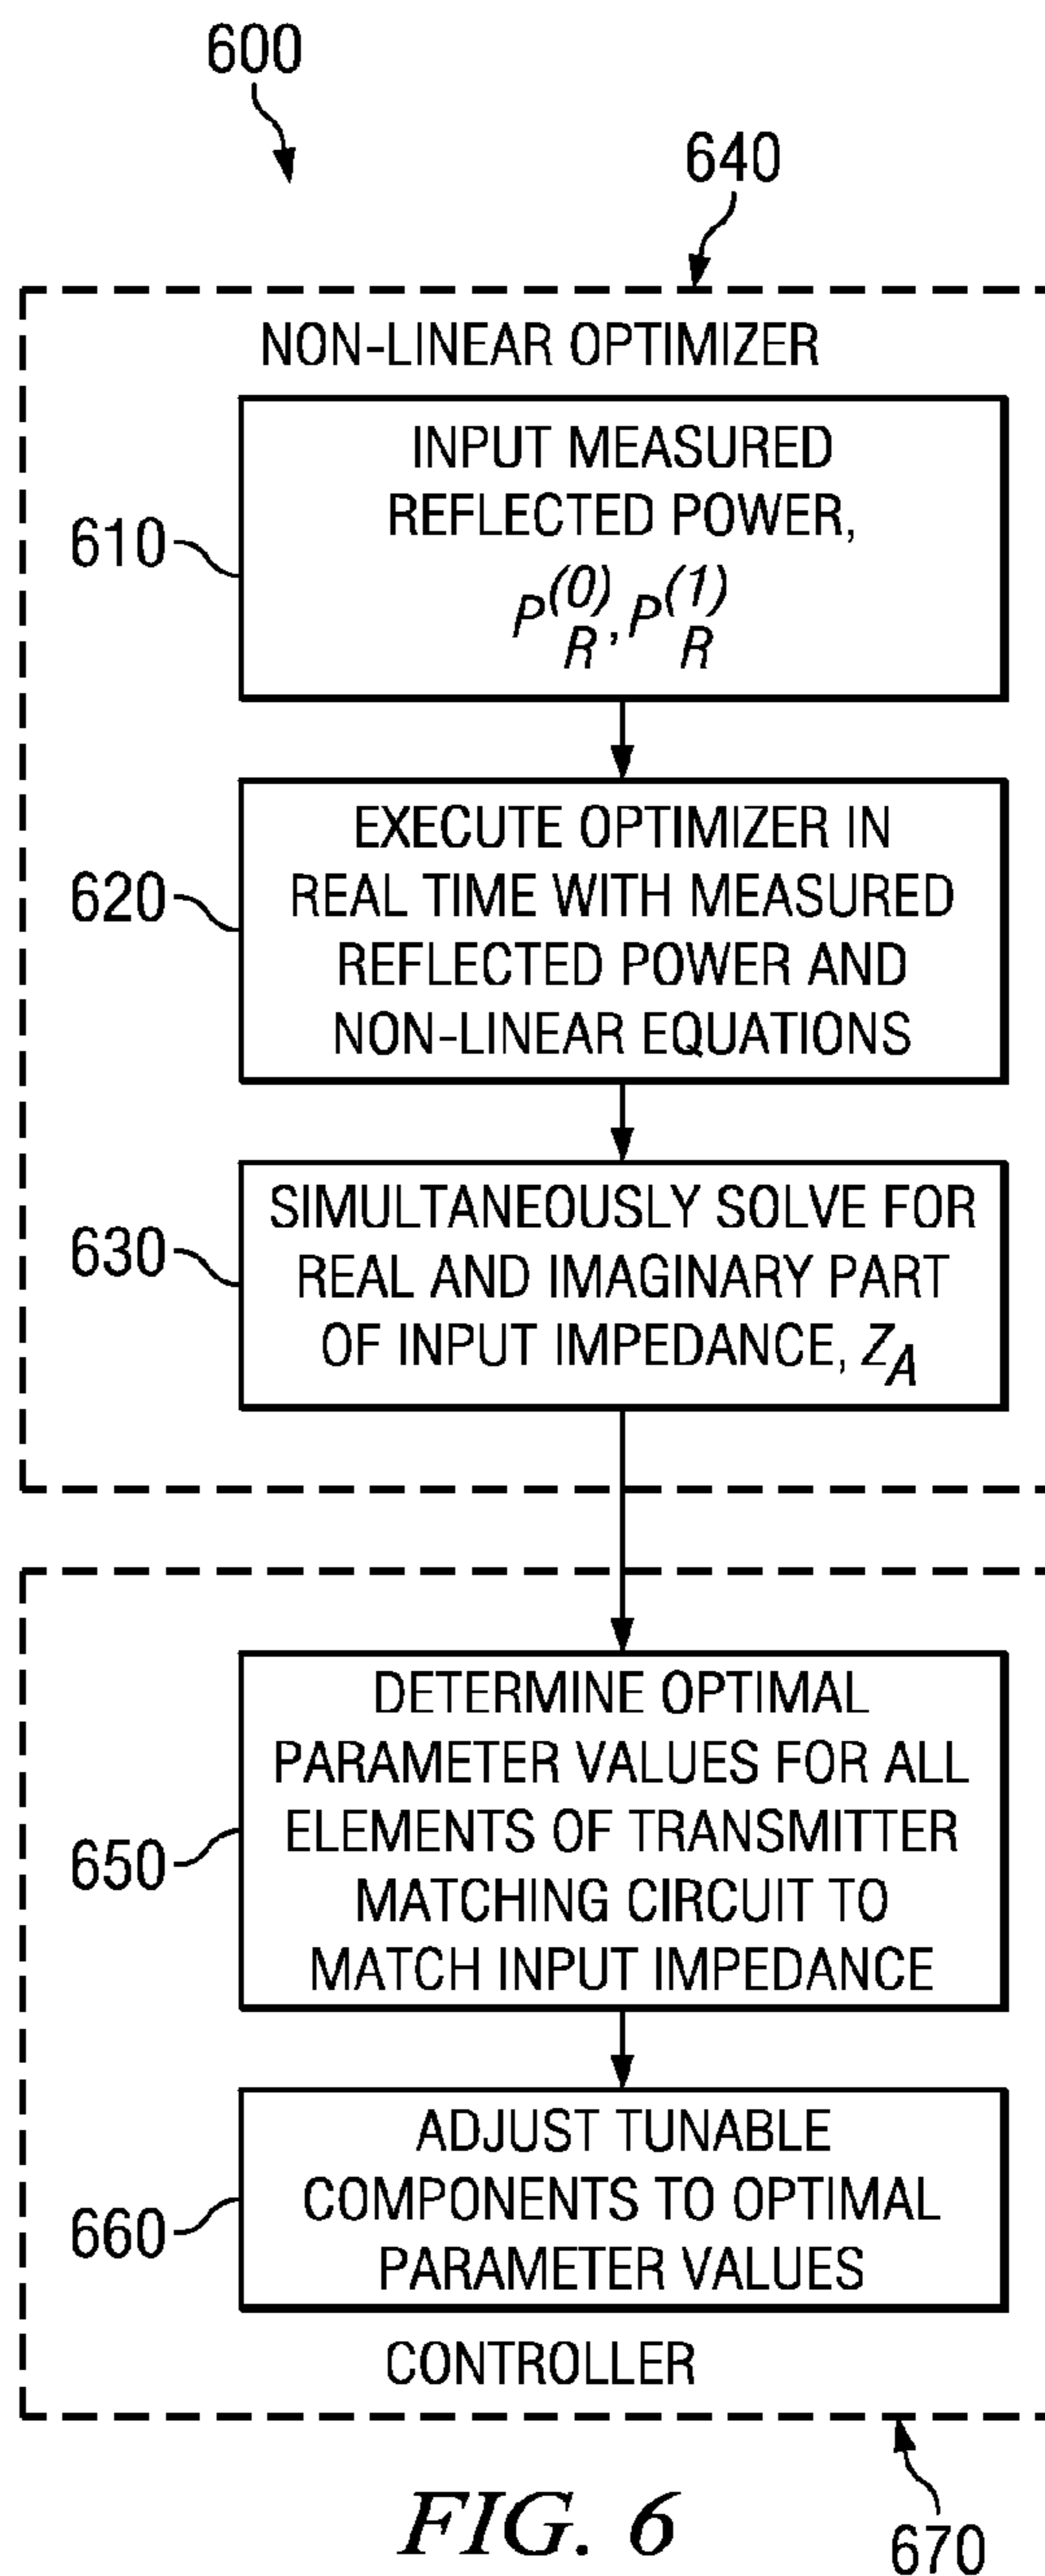 600
640
NON-LINEAR OPTIMIZER
INPUT MEASURED
REFLECTED POWER,
P_R^(0), P_R^(1)
610
EXECUTE OPTIMIZER IN
REAL TIME WITH MEASURED
REFLECTED POWER AND
NON-LINEAR EQUATIONS
620
SIMULTANEOUSLY SOLVE FOR
REAL AND IMAGINARY PART
OF INPUT IMPEDANCE, Z_A
630
DETERMINE OPTIMAL
PARAMETER VALUES FOR ALL
ELEMENTS OF TRANSMITTER
MATCHING CIRCUIT TO
MATCH INPUT IMPEDANCE
650
ADJUST TUNABLE
COMPONENTS TO OPTIMAL
PARAMETER VALUES
660
CONTROLLER
FIG. 6
670